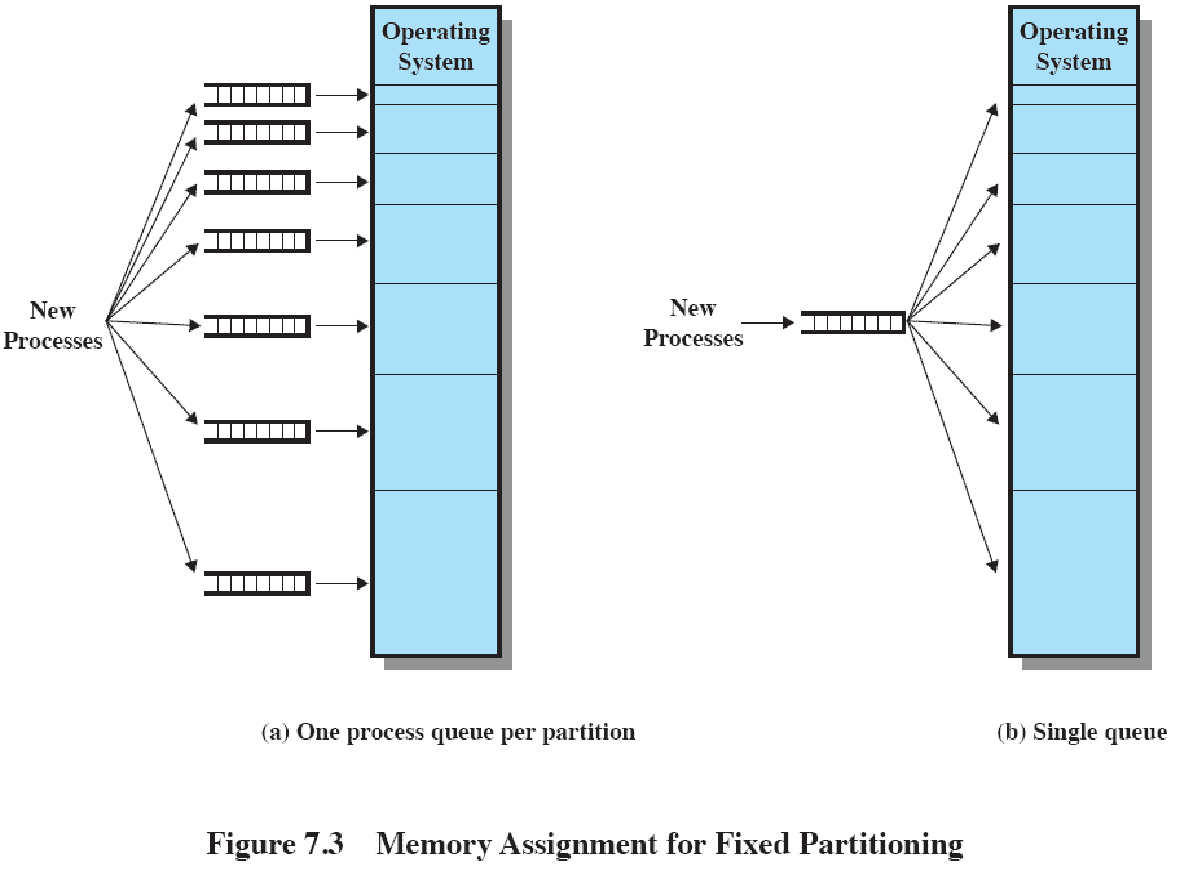 Operating
System
New
Processes
(a) One process queue per partition
Operating
System
New
Processes
(b) Single queue
Figure 7.3 Memory Assignment for Fixed Partitioning